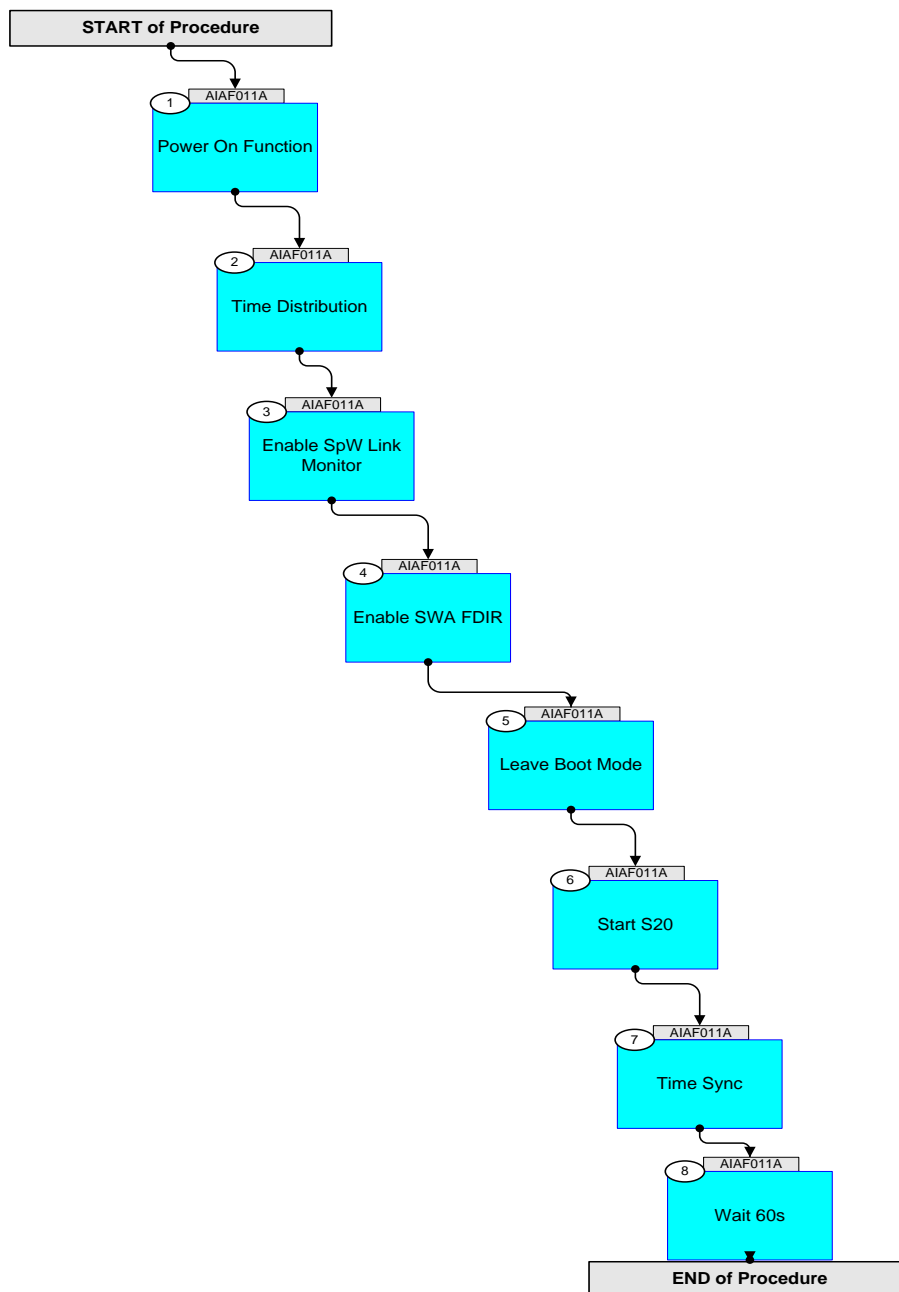 START of Procedure
AIAF011A
1
Power On Function
AIAF011A
2
Time Distribution
AIAF011A
3
Enable SpW Link
Monitor
AIAF011A
4
Enable SWA FDIR
AIAF011A
5
Leave Boot Mode
AIAF011A
6
Start S20
AIAF011A
7
Time Sync
AIAF011A
8
Wait 60s
END of Procedure